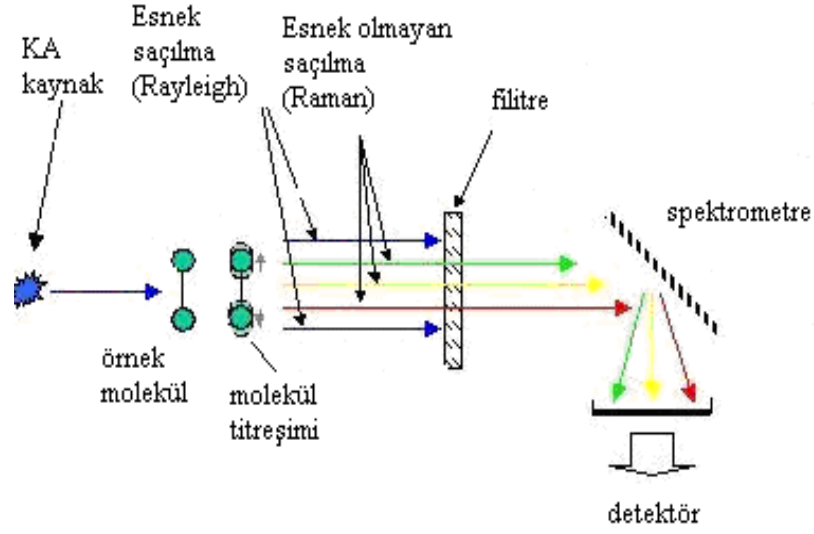 KA
kaynak
Esnek
saçılma
(Rayleigh)
Esnek olmayan
saçılma
(Raman)
filitre
spektrometre
örnek
molekül
molekül
titreşimi
detektör